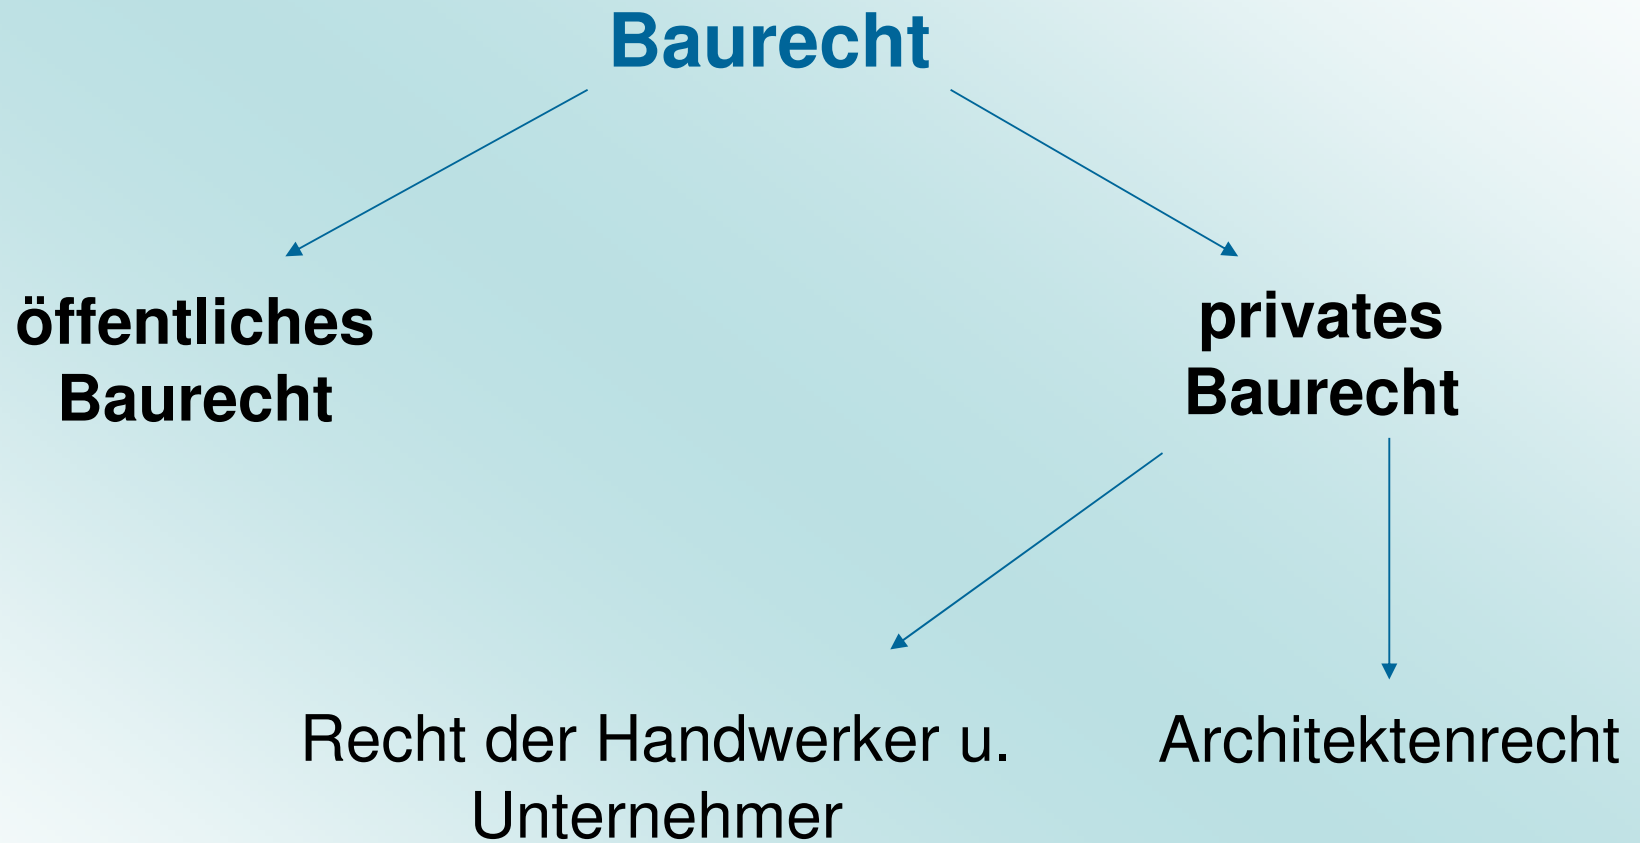 Baurecht
öffentliches
Baurecht
privates
Baurecht
Recht der Handwerker u.
Unternehmer
Architektenrecht